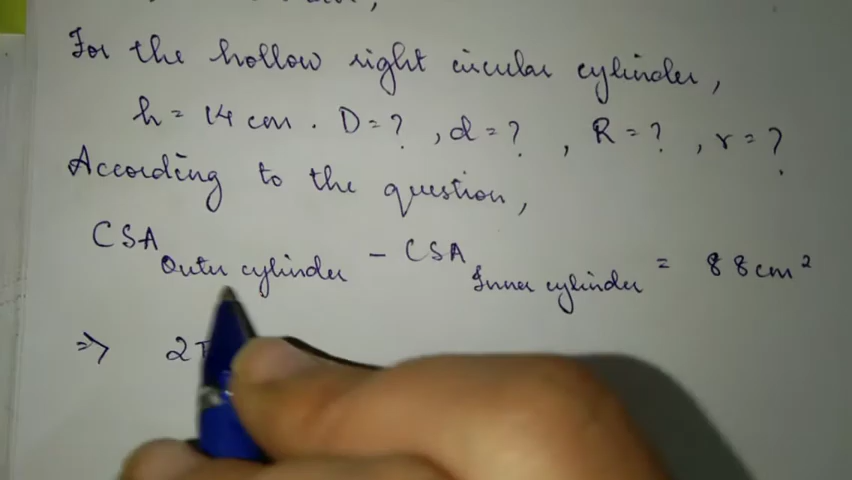 For the hollow right circular cylinder,
h = 14 cm. D = ?, d = ?, R = ?, r = ?
According to the question,
CSA Outer cylinder - CSA Inner cylinder = 88 cm²
=> 2π